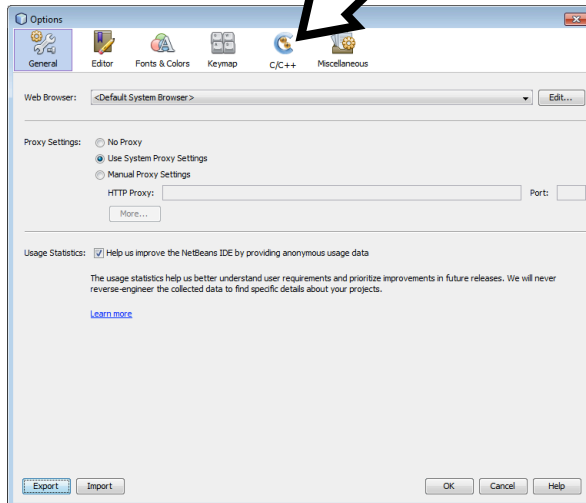 Options
General Editor Fonts & Colors Keymap C/C++ Miscellaneous
Web Browser: <Default System Browser> Edit...
Proxy Settings: No Proxy
Use System Proxy Settings
Manual Proxy Settings
HTTP Proxy: Port:
More...
Usage Statistics: Help us improve the NetBeans IDE by providing anonymous usage data
The usage statistics help us better understand user requirements and prioritize improvements in future releases. We will never
reverse-engineer the collected data to find specific details about your projects.
Learn more
Export Import OK Cancel Help